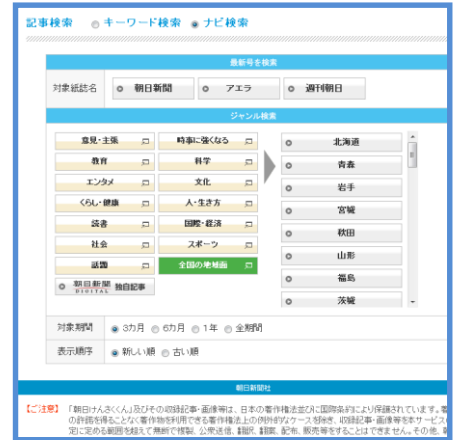 記事検索 キーワード検索 ナビ検索
最新号を検索
対象紙誌名 朝日新聞 アエラ 週刊朝日
ジャンル検索
意見・主張 時事に強くなる 北海道
教育 科学 青森
エンタメ 文化 岩手
くらし・健康 人・生き方 宮城
読書 国際・経済 秋田
社会 スポーツ 山形
話題 全国の地域面 福島
朝日新聞 DIGITAL 独自記事 茨城
対象期間 3カ月 6カ月 1年 全期間
表示順序 新しい順 古い順
朝日新聞社
【ご注意】 「朝日けんさくくん」及びその収録記事・画像等は、日本の著作権法並びに国際条約により保護されています。著
の許諾を得ることなく著作物を利用できる著作権法上の例外的なケースを除き、収録記事・画像等を本サービス
定に定める範囲を超えて無断で複製、公衆送信、翻訳、翻案、配布、販売等をすることはできません。その他、